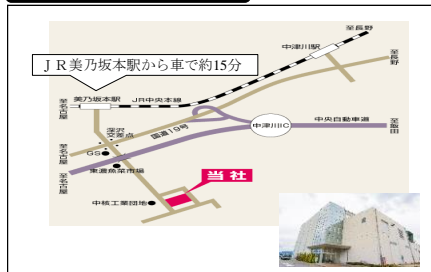 至長野
中津川駅
至長野
JR美乃坂本駅から車で約15分
美乃坂本駅
JR中央本線
至名古屋
深沢交差点
国道19号
中津川IC
中央自動車道
至飯田
至名古屋
GS
東濃魚菜市場
至名古屋
当社
中核工業団地